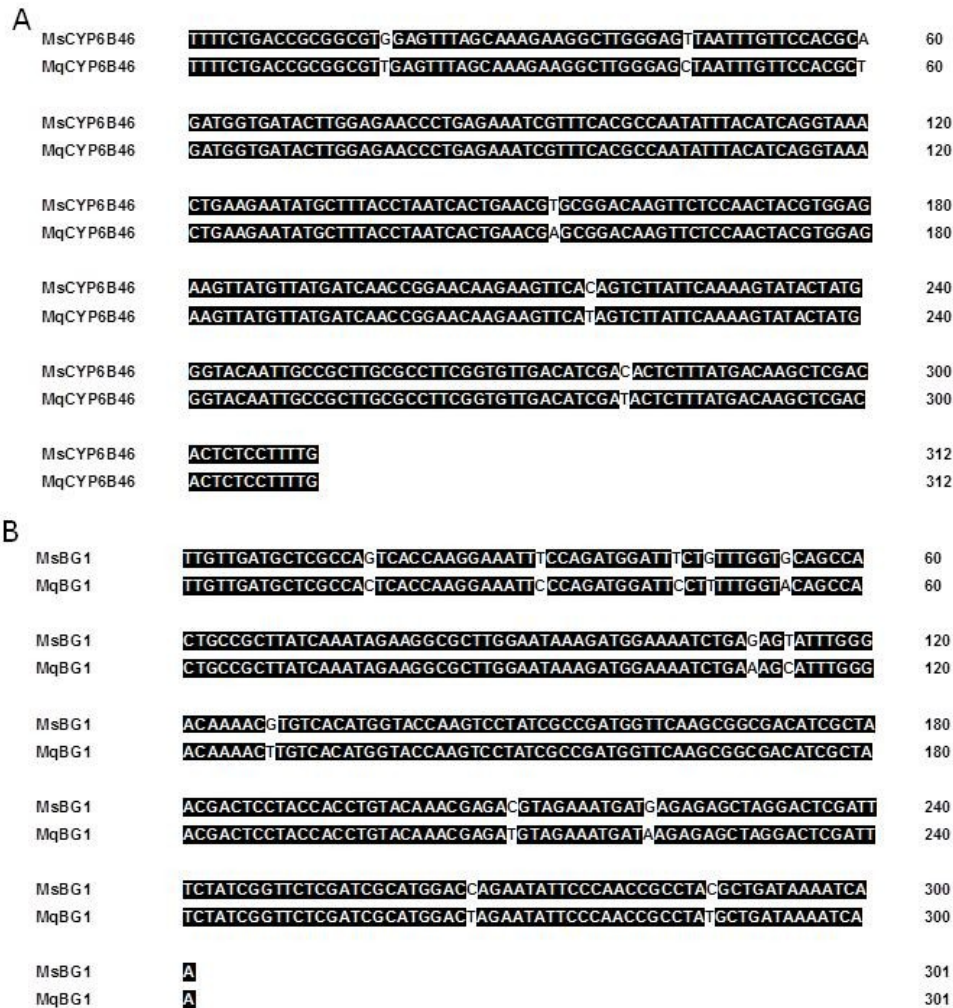 A
MsCYP6B46 TTTTCTGACCGCGGCGTGGAGTTTAGCAAAGAAGGCTTGGGAGTTAATTTGTTCCACGCA 60
MqCYP6B46 TTTTCTGACCGCGGCGTTGAGTTTAGCAAAGAAGGCTTGGGAGCTAATTTGTTCCACGCT 60
MsCYP6B46 GATGGTGATACTTGGAGAACCCTGAGAAATCGTTTCACGCCAATATTTACATCAGGTAAA 120
MqCYP6B46 GATGGTGATACTTGGAGAACCCTGAGAAATCGTTTCACGCCAATATTTACATCAGGTAAA 120
MsCYP6B46 CTGAAGAATATGCTTTACCTAATCACTGAACGTGCGGACAAGTTCTCCAACTACGTGGAG 180
MqCYP6B46 CTGAAGAATATGCTTTACCTAATCACTGAACGAGCGGACAAGTTCTCCAACTACGTGGAG 180
MsCYP6B46 AAGTTATGTTATGATCAACCGGAACAAGAAGTTCACAGTCTTATTCAAAAGTATACTATG 240
MqCYP6B46 AAGTTATGTTATGATCAACCGGAACAAGAAGTTCATAGTCTTATTCAAAAGTATACTATG 240
MsCYP6B46 GGTACAATTGCCGCTTGCGCCTTCGGTGTTGACATCGACACTCTTTATGACAAGCTCGAC 300
MqCYP6B46 GGTACAATTGCCGCTTGCGCCTTCGGTGTTGACATCGATACTCTTTATGACAAGCTCGAC 300
MsCYP6B46 ACTCTCCTTTTG 312
MqCYP6B46 ACTCTCCTTTTG 312
B
MsBG1 TTGTTGATGCTCGCCAGTCACCAAGGAAATTTCCAGATGGATTTCTGTTTGGTGCAGCCA 60
MqBG1 TTGTTGATGCTCGCCACTCACCAAGGAAATTCCCAGATGGATTCCTTTTTGGTACAGCCA 60
MsBG1 CTGCCGCTTATCAAATAGAAGGCGCTTGGAATAAAGATGGAAAATCTGAGAGTATTTGGG 120
MqBG1 CTGCCGCTTATCAAATAGAAGGCGCTTGGAATAAAGATGGAAAATCTGAAAGCATTTGGG 120
MsBG1 ACAAAACGTGTCACATGGTACCAAGTCCTATCGCCGATGGTTCAAGCGGCGACATCGCTA 180
MqBG1 ACAAAACTTGTCACATGGTACCAAGTCCTATCGCCGATGGTTCAAGCGGCGACATCGCTA 180
MsBG1 ACGACTCCTACCACCTGTACAAACGAGACGTAGAAATGATGAGAGAGCTAGGACTCGATT 240
MqBG1 ACGACTCCTACCACCTGTACAAACGAGATGTAGAAATGATAAGAGAGCTAGGACTCGATT 240
MsBG1 TCTATCGGTTCTCGATCGCATGGACCAGAATATTCCCAACCGCCTACGCTGATAAAATCA 300
MqBG1 TCTATCGGTTCTCGATCGCATGGACTAGAATATTCCCAACCGCCTATGCTGATAAAATCA 300
MsBG1 A 301
MqBG1 A 301